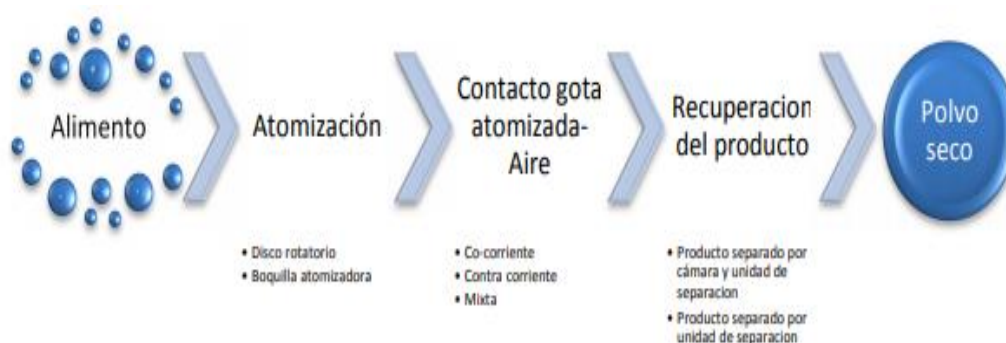 Alimento
Atomización
Contacto gota
atomizada-
Aire
Recuperacion
del producto
Polvo
seco
• Disco rotatorio
• Boquilla atomizadora
• Co-corriente
• Contra corriente
• Mixta
• Producto separado por
cámara y unidad de
separacion
• Producto separado por
unidad de separacion